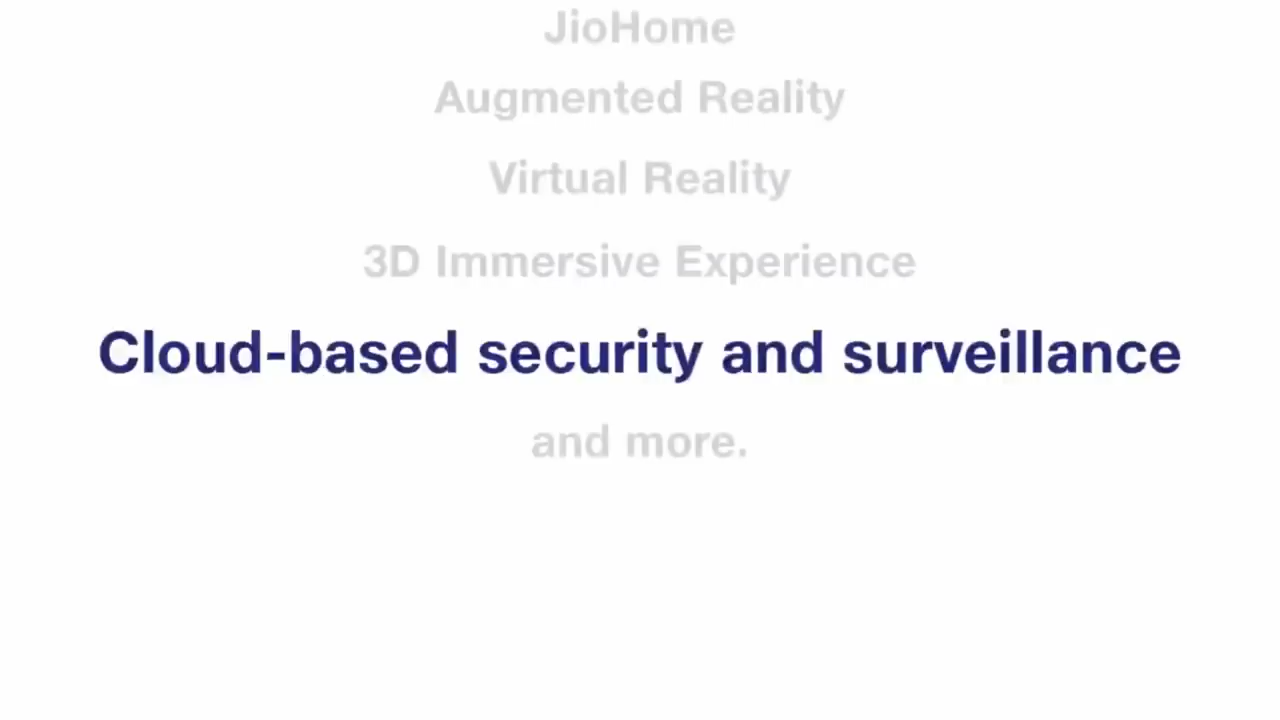 JioHome
Augmented Reality
Virtual Reality
3D Immersive Experience
Cloud-based security and surveillance
and more.